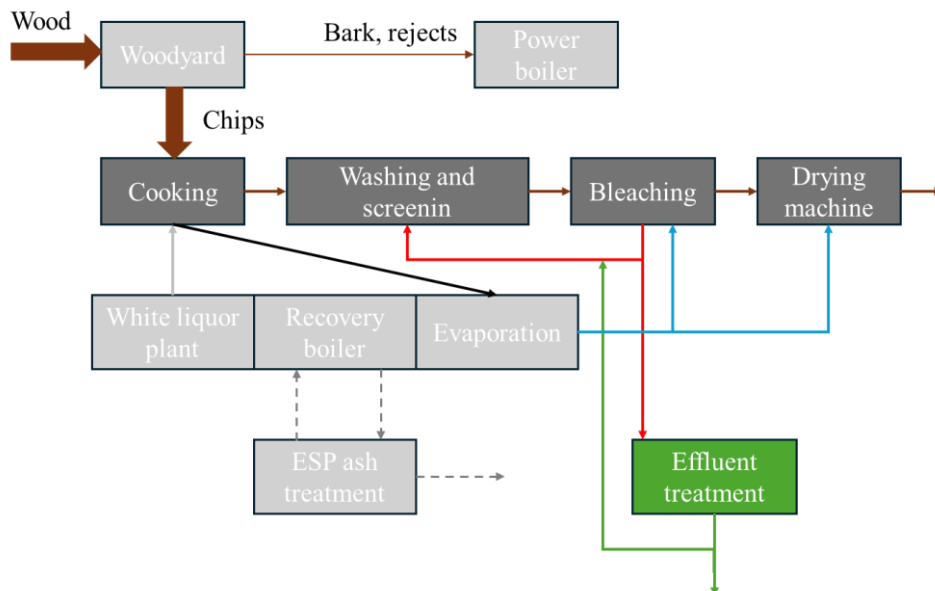 Wood
Woodyard
Bark, rejects
Power
boiler
Chips
Cooking
Washing and
screenin
Bleaching
Drying
machine
White liquor
plant
Recovery
boiler
Evaporation
ESP ash
treatment
Effluent
treatment